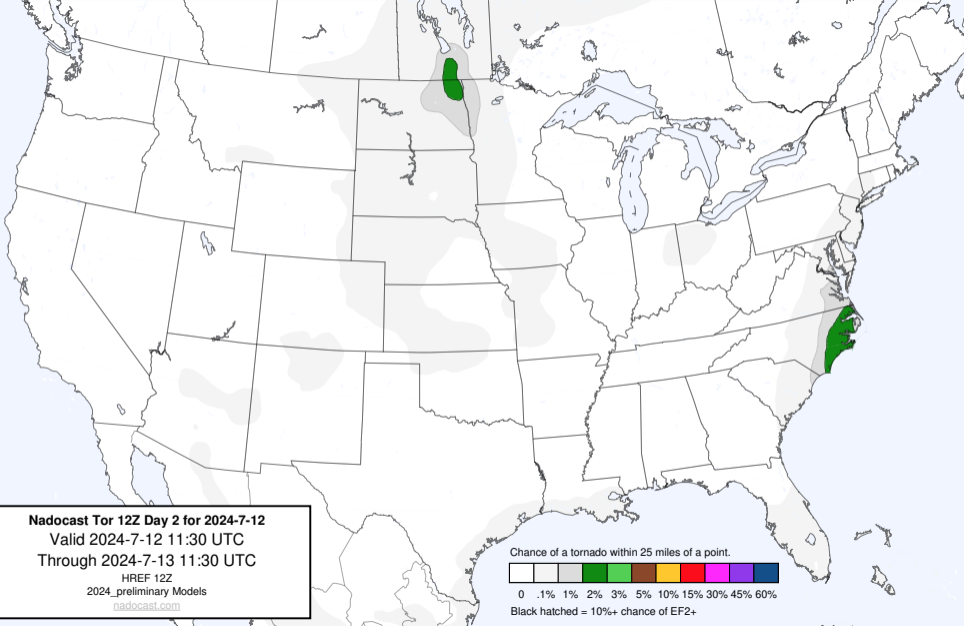 Nadocast Tor 12Z Day 2 for 2024-7-12
Valid 2024-7-12 11:30 UTC
Through 2024-7-13 11:30 UTC
HREF 12Z
2024_preliminary Models
nadocast.com
Chance of a tornado within 25 miles of a point.
0 .1% 1% 2% 3% 5% 10% 15% 30% 45% 60%
Black hatched = 10%+ chance of EF2+